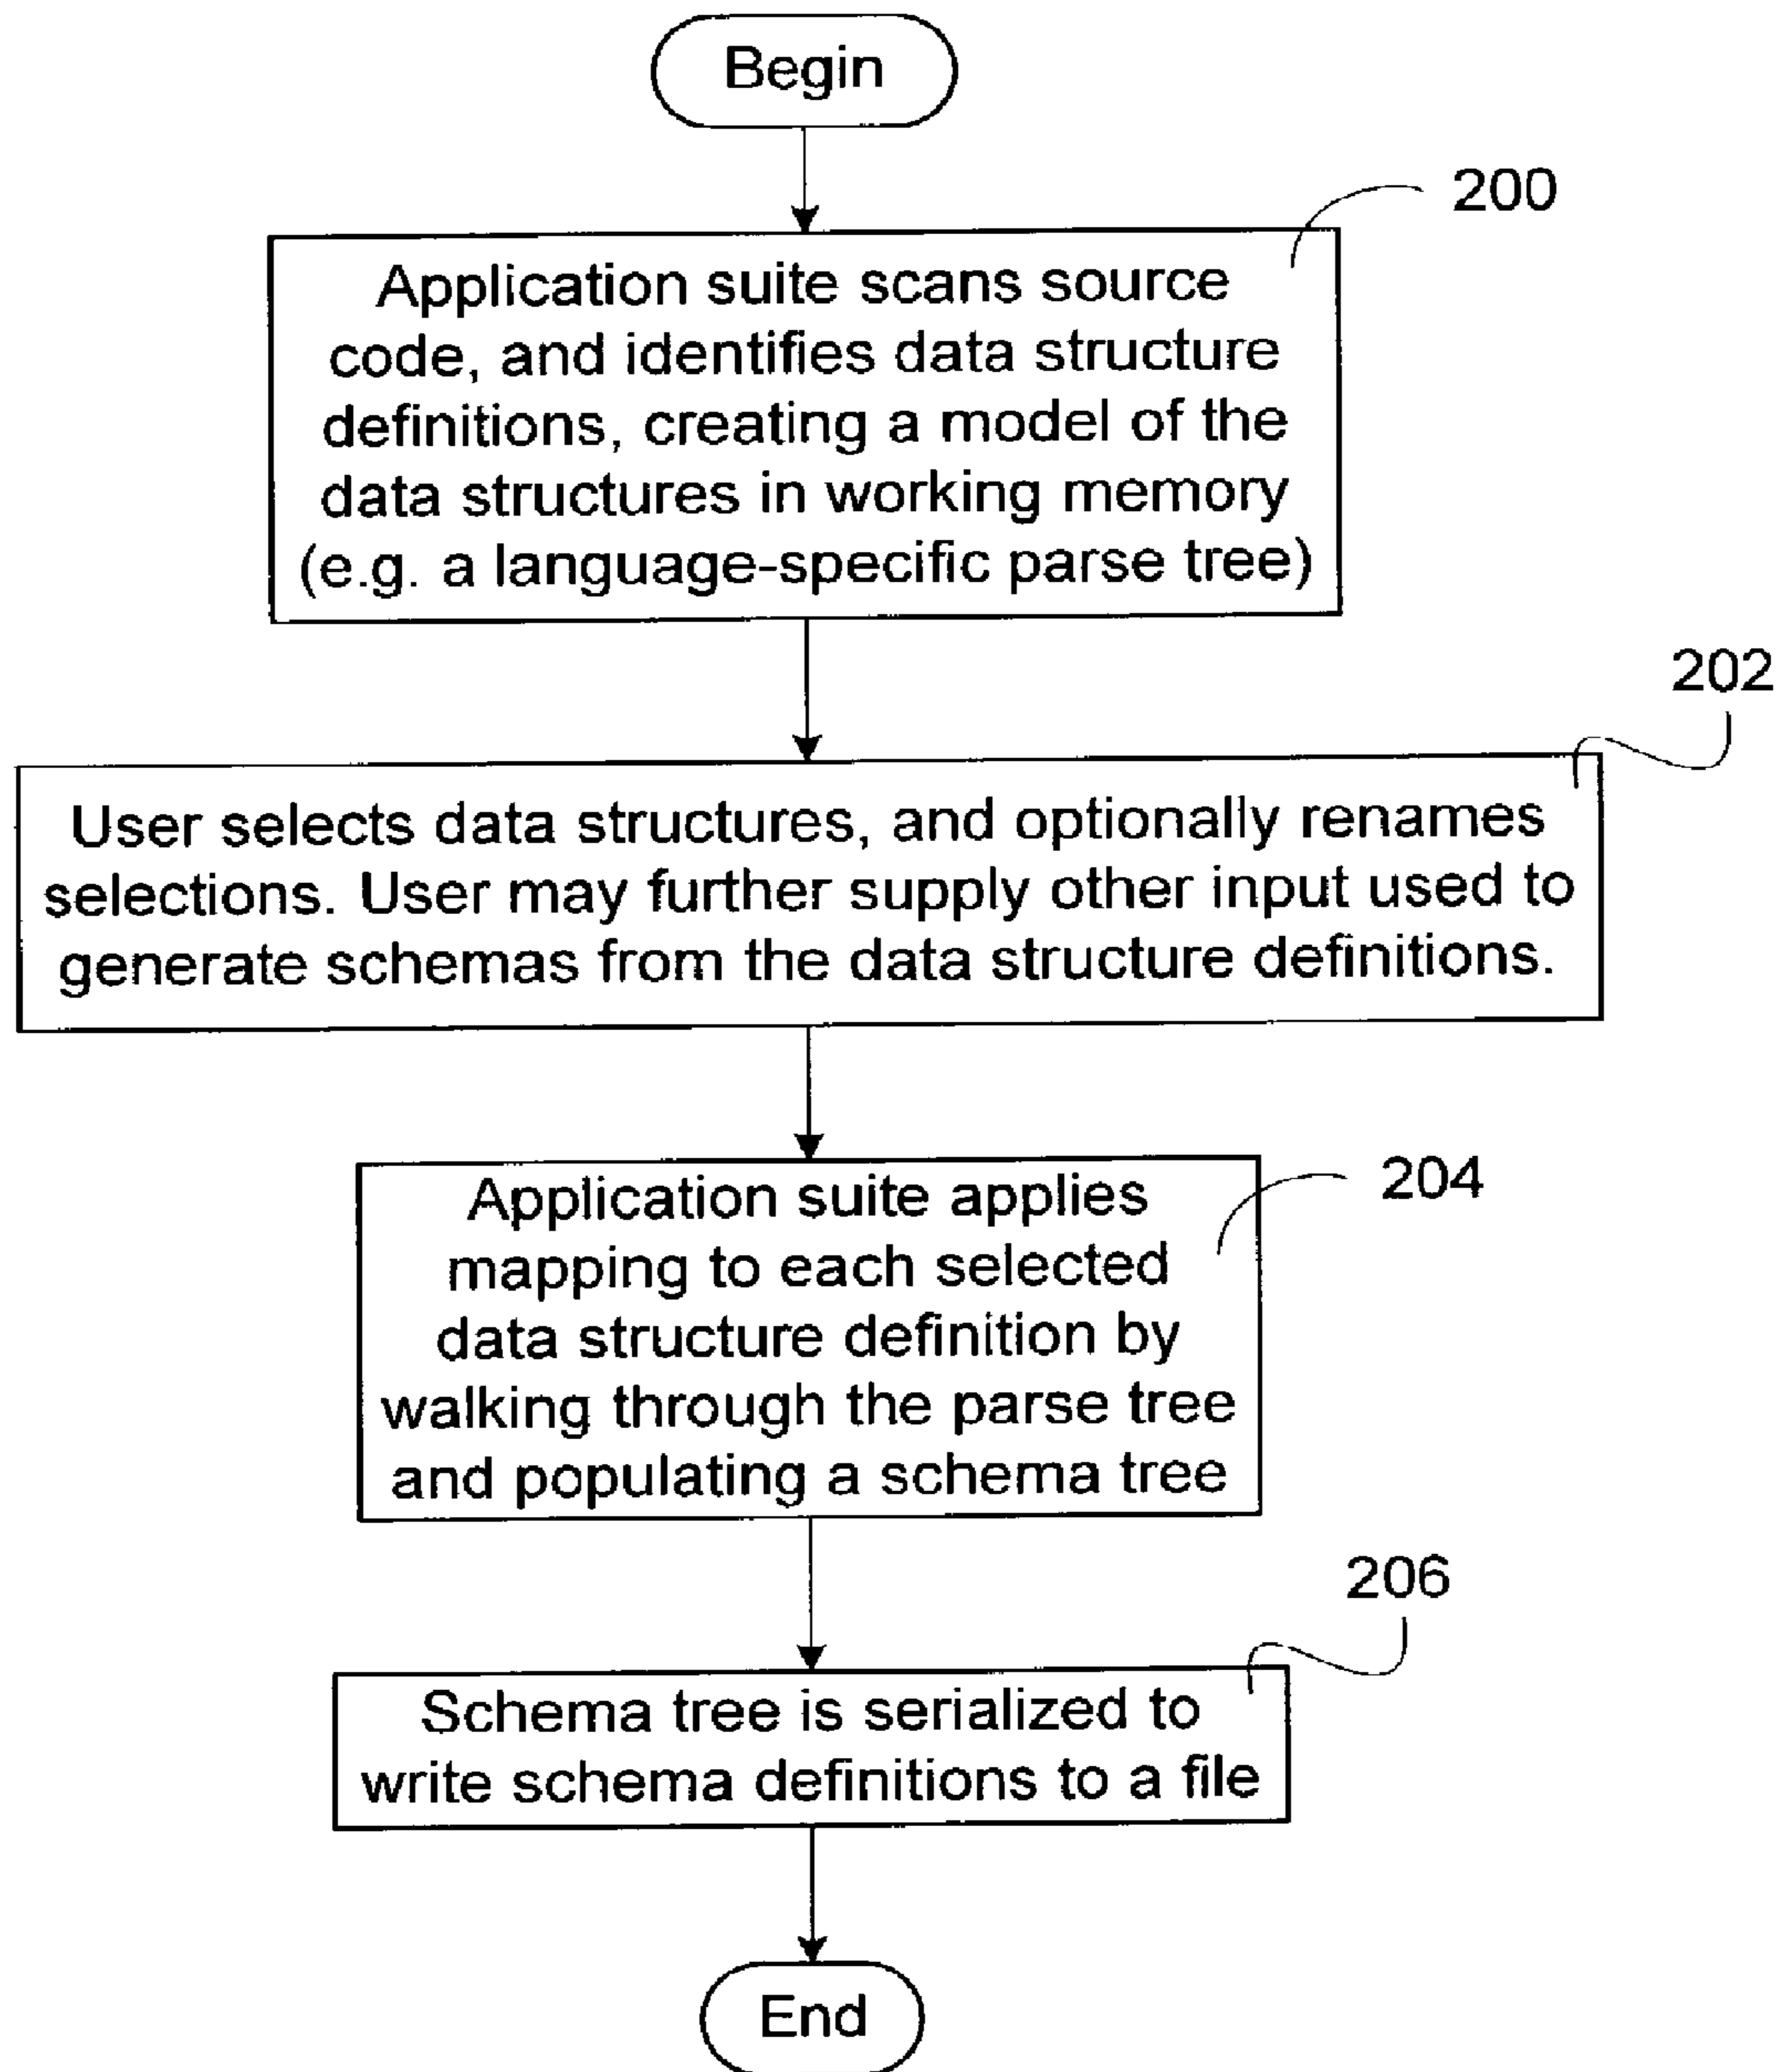 Begin
200
Application suite scans source
code, and identifies data structure
definitions, creating a model of the
data structures in working memory
(e.g. a language-specific parse tree)
202
User selects data structures, and optionally renames
selections. User may further supply other input used to
generate schemas from the data structure definitions.
204
Application suite applies
mapping to each selected
data structure definition by
walking through the parse tree
and populating a schema tree
206
Schema tree is serialized to
write schema definitions to a file
End